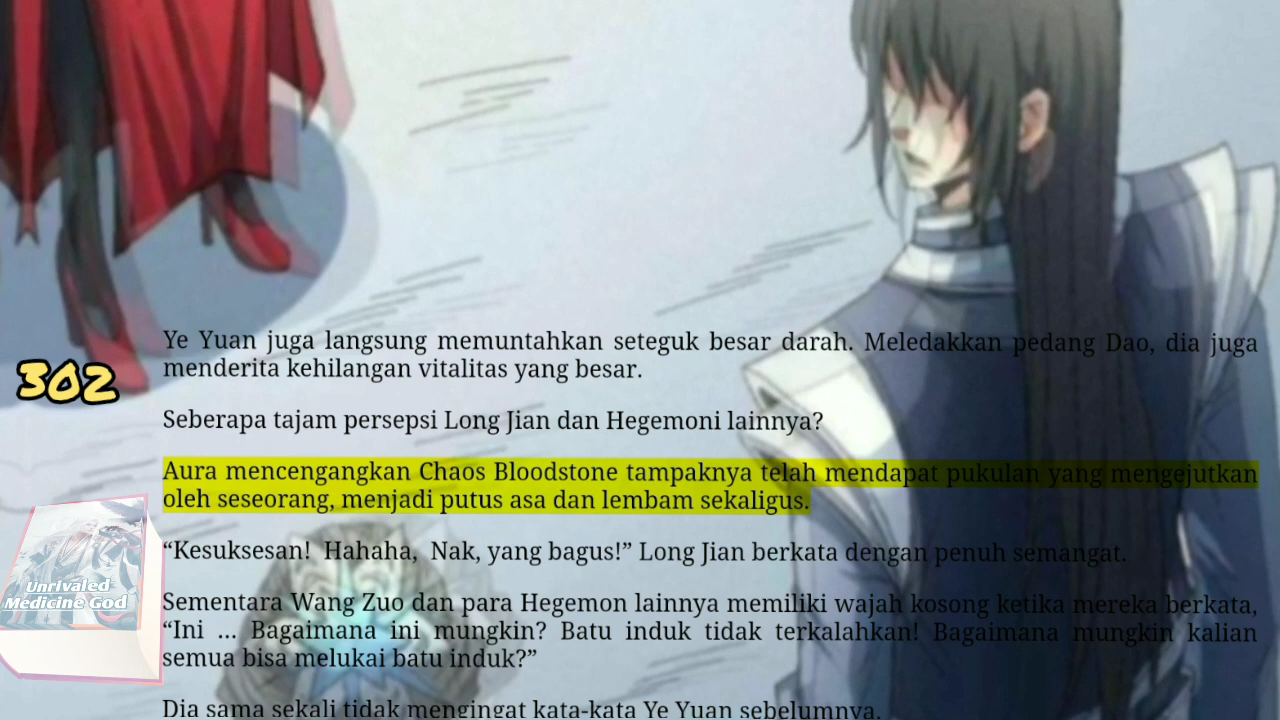 Ye Yuan juga langsung memuntahkan seteguk besar darah. Meledakkan pedang Dao, dia juga
menderita kehilangan vitalitas yang besar.
302
Seberapa tajam persepsi Long Jian dan Hegemoni lainnya?
Aura mencengangkan Chaos Bloodstone tampaknya telah mendapat pukulan yang mengejutkan
oleh seseorang, menjadi putus asa dan lembam sekaligus.
“Kesuksesan! Hahaha, Nak, yang bagus!” Long Jian berkata dengan penuh semangat.
Unrivaled
Medicine God
Sementara Wang Zuo dan para Hegemon lainnya memiliki wajah kosong ketika mereka berkata,
“Ini ... Bagaimana ini mungkin? Batu induk tidak terkalahkan! Bagaimana mungkin kalian
semua bisa melukai batu induk?”
Dia sama sekali tidak mengingat kata-kata Ye Yuan sebelumnya.